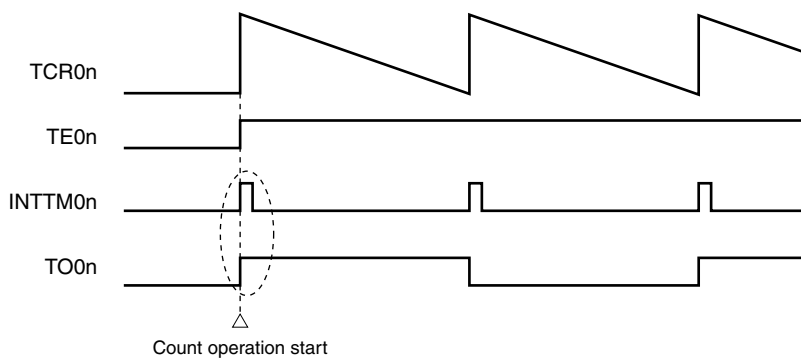 TCR0n
TE0n
INTTM0n
TO0n
Count operation start